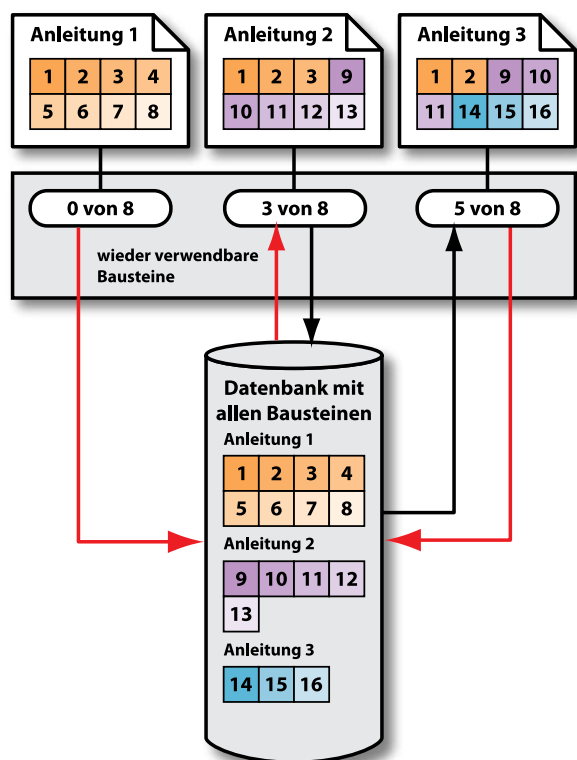 Anleitung 1
1 2 3 4
5 6 7 8
Anleitung 2
1 2 3 9
10 11 12 13
Anleitung 3
1 2 9 10
11 14 15 16
0 von 8
3 von 8
5 von 8
wieder verwendbare
Bausteine
Datenbank mit
allen Bausteinen
Anleitung 1
1 2 3 4
5 6 7 8
Anleitung 2
9 10 11 12
13
Anleitung 3
14 15 16